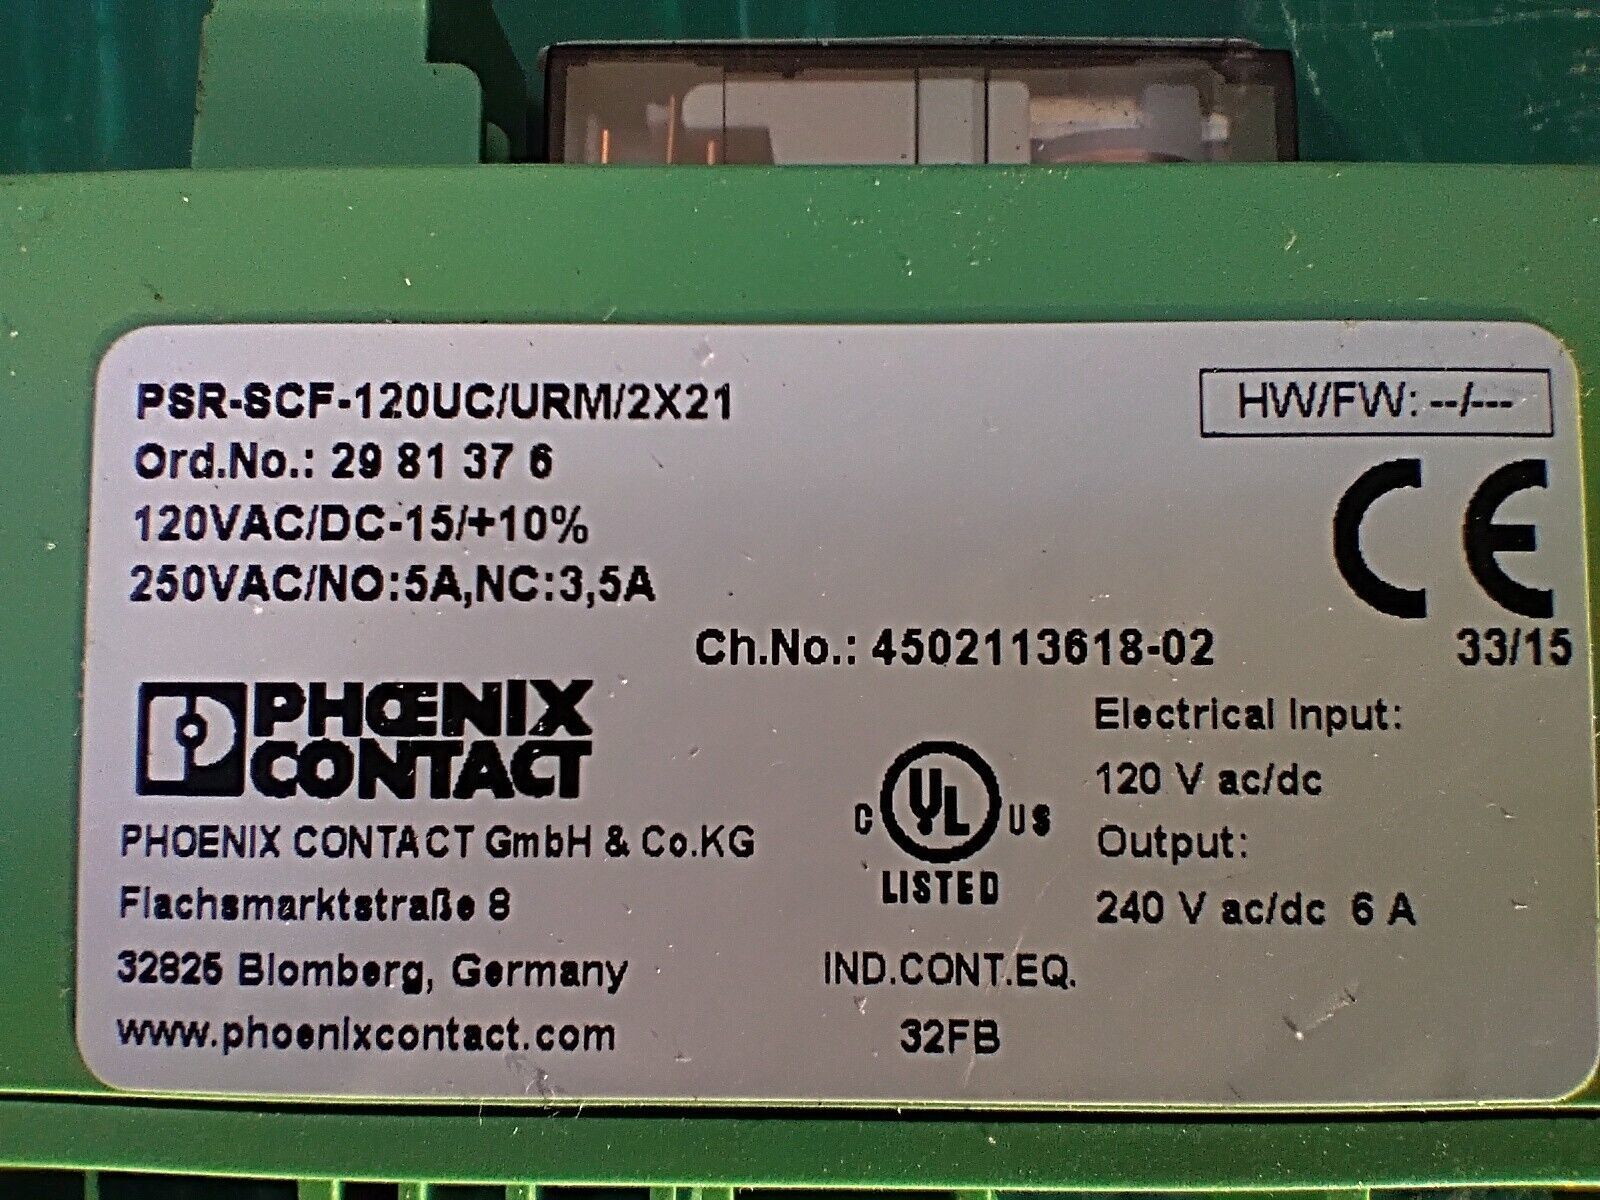 PSR-SCF-120UC/URM/2X21
HW/FW: --/---
Ord.No.: 29 81 37 6
120VAC/DC-15/+10%
250VAC/NO:5A,NC:3,5A
CE
Ch.No.: 4502113618-02
33/15
PHŒNIX
CONTACT
PHOENIX CONTACT GmbH & Co.KG
Flachsmarktstraße 8
32825 Blomberg, Germany
www.phoenixcontact.com
C UL US
LISTED
IND.CONT.EQ.
32FB
Electrical Input:
120 V ac/dc
Output:
240 V ac/dc 6 A